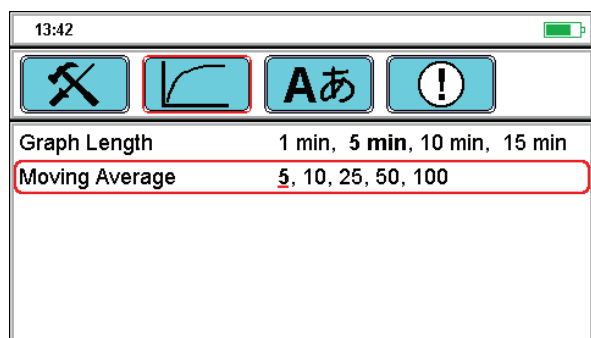 13:42
Aあ
Graph Length 1 min, 5 min, 10 min, 15 min
Moving Average 5, 10, 25, 50, 100